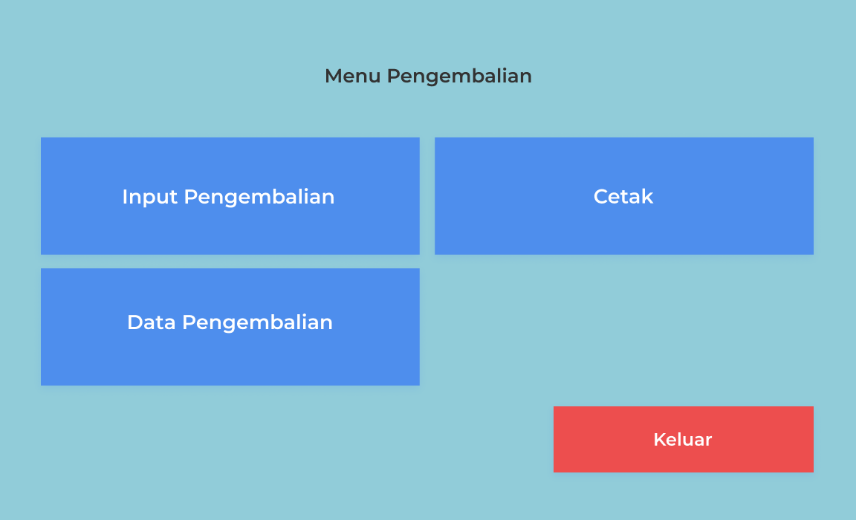 Menu Pengembalian
Input Pengembalian
Cetak
Data Pengembalian
Keluar